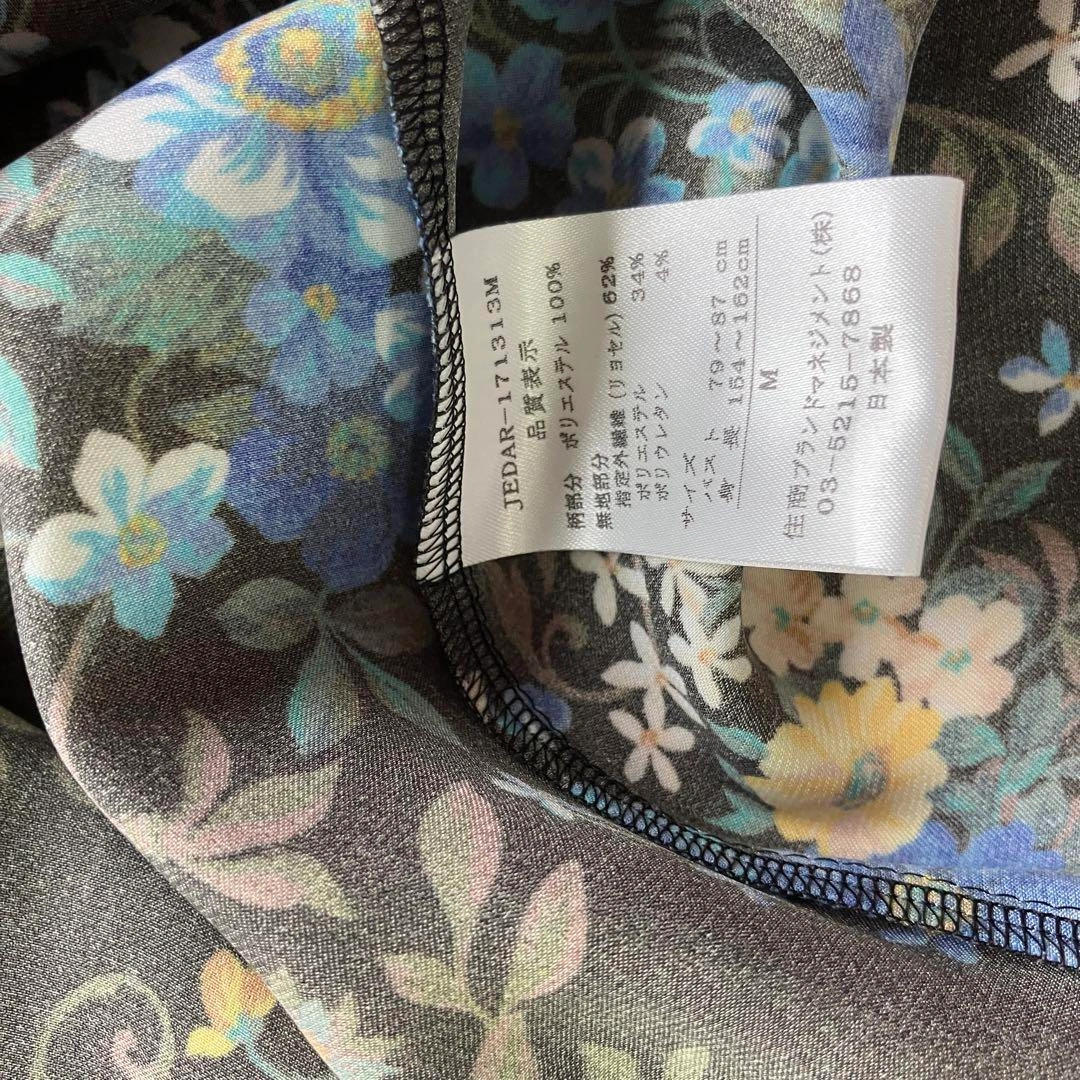 JEDAR-17313M
品質表示
柄部分 ポリエステル 100%
無地部分
指定外繊維 (リヨセル) 62%
ポリエステル 34%
ポリウレタン 4%
サイズ
バスト 79〜87 cm
身長 154〜162cm
M
住商ブランドマネジメント(株)
03-5215-7868
日本製